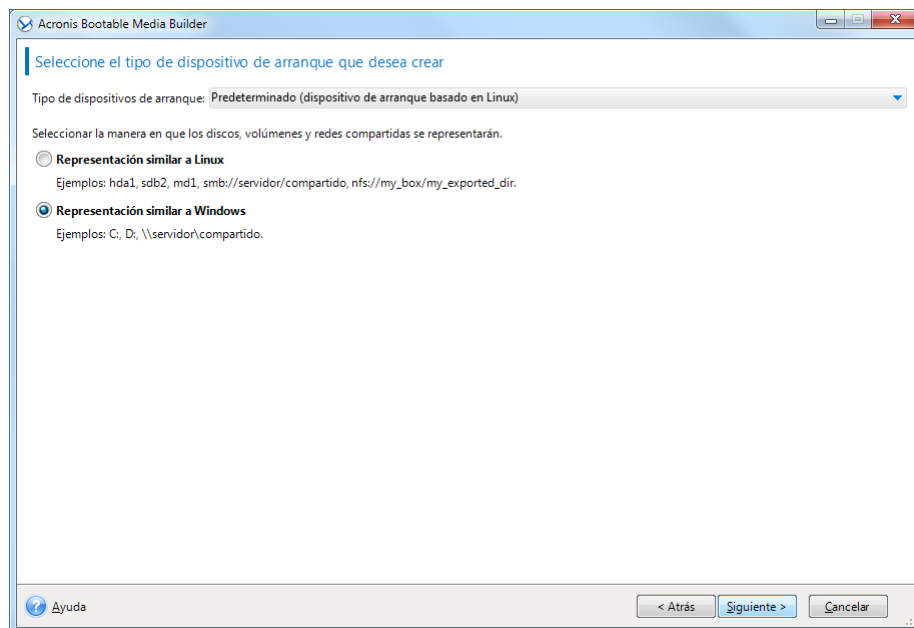 Acronis Bootable Media Builder
Seleccione el tipo de dispositivo de arranque que desea crear
Tipo de dispositivos de arranque: Predeterminado (dispositivo de arranque basado en Linux)
Seleccionar la manera en que los discos, volúmenes y redes compartidas se representarán.
Representación similar a Linux
Ejemplos: hda1, sdb2, md1, smb://servidor/compartido, nfs://my_box/my_exported_dir.
Representación similar a Windows
Ejemplos: C:, D:, \\servidor\compartido.
Ayuda
< Atrás
Siguiente >
Cancelar